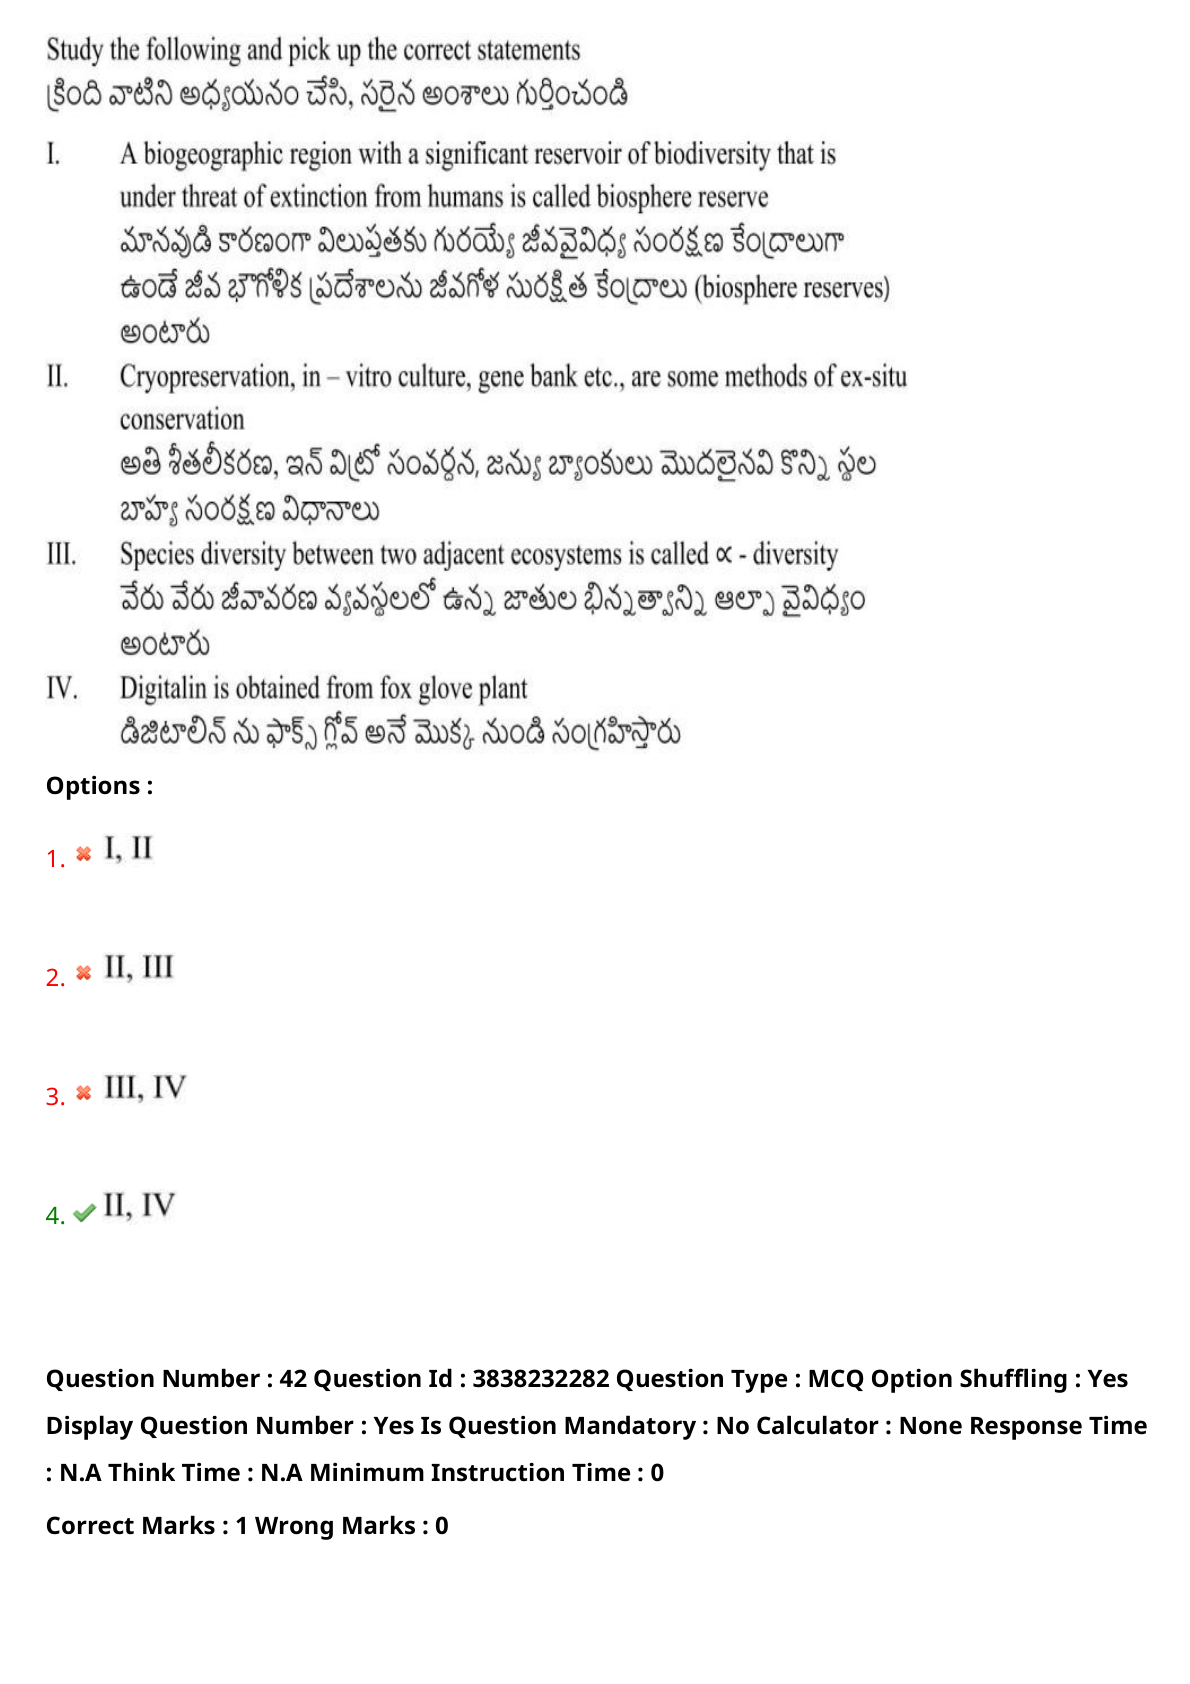 Study the following and pick up the correct statements
క్రింది వాటిని అధ్యయనం చేసి, సరైన అంశాలు గుర్తించండి
I. A biogeographic region with a significant reservoir of biodiversity that is
under threat of extinction from humans is called biosphere reserve
మానవుడి కారణంగా విలుప్తతకు గురయ్యే జీవవైవిధ్య సంరక్షణ కేంద్రాలుగా
ఉండే జీవ భౌగోళిక ప్రదేశాలను జీవగోళ సురక్షిత కేంద్రాలు (biosphere reserves)
అంటారు
II. Cryopreservation, in – vitro culture, gene bank etc., are some methods of ex-situ
conservation
అతి శీతలీకరణ, ఇన్ విట్రో సంవర్దన, జన్యు బ్యాంకులు మొదలైనవి కొన్ని స్థల
బాహ్య సంరక్షణ విధానాలు
III. Species diversity between two adjacent ecosystems is called ∝ - diversity
వేరు వేరు జీవావరణ వ్యవస్థలలో ఉన్న జాతుల భిన్నత్వాన్ని ఆల్ఫా వైవిధ్యం
అంటారు
IV. Digitalin is obtained from fox glove plant
డిజిటాలిన్ ను ఫాక్స్ గ్లోవ్ అనే మొక్క నుండి సంగ్రహిస్తారు
Options :
1. I, II
2. II, III
3. III, IV
4. II, IV
Question Number : 42 Question Id : 3838232282 Question Type : MCQ Option Shuffling : Yes
Display Question Number : Yes Is Question Mandatory : No Calculator : None Response Time
: N.A Think Time : N.A Minimum Instruction Time : 0
Correct Marks : 1 Wrong Marks : 0